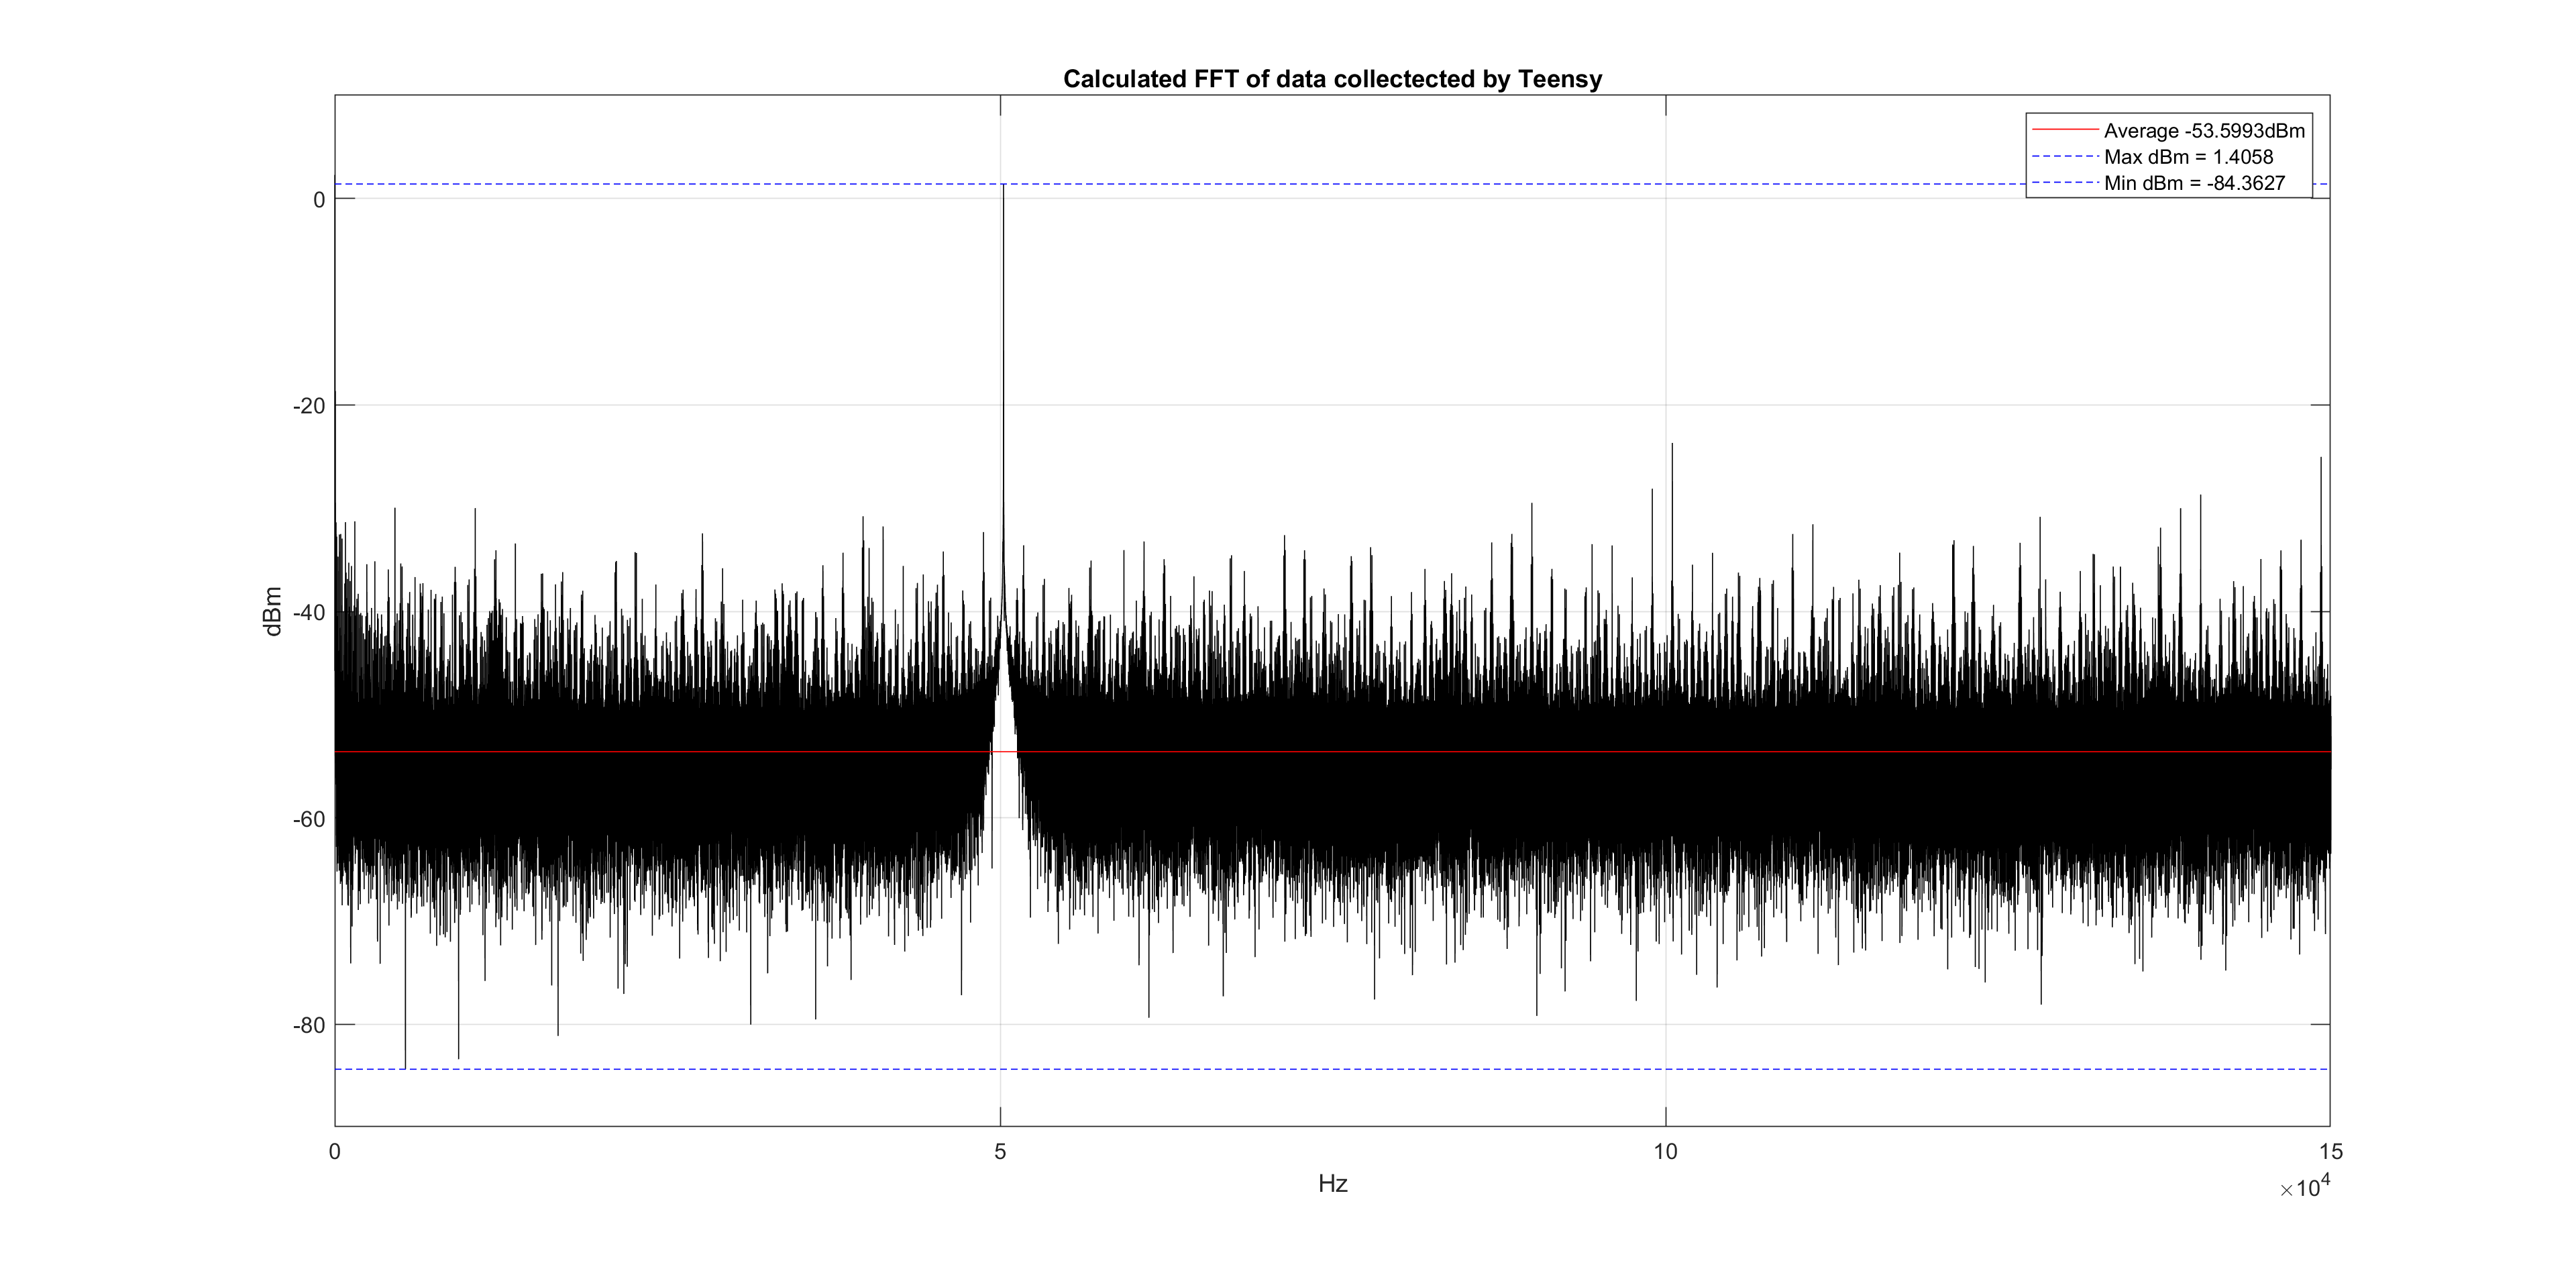 Calculated FFT of data collectected by Teensy
Average -53.5993dBm
Max dBm = 1.4058
Min dBm = -84.3627
0
-20
-40
-60
-80
dBm
0
5
10
15
Hz
×10^4